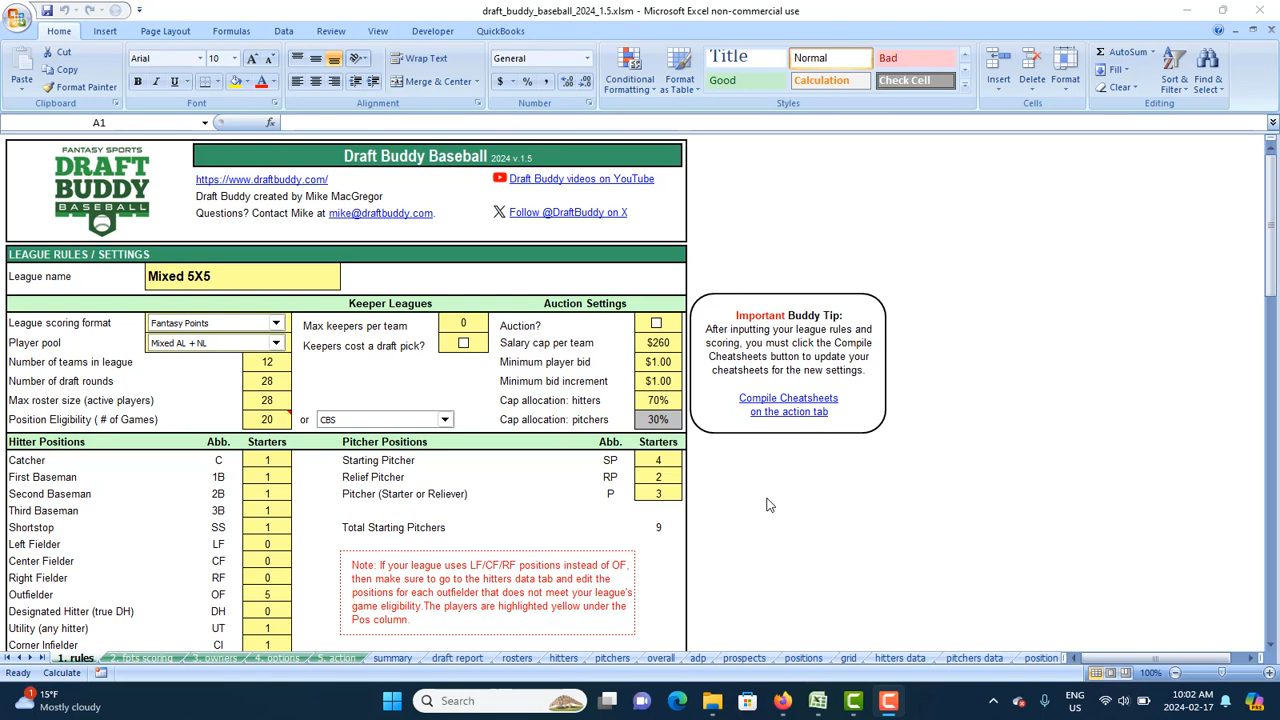 draft_buddy_baseball_2024_1.5.xlsm - Microsoft Excel non-commercial use
Home Insert Page Layout Formulas Data Review View Developer QuickBooks
Paste Cut Copy Format Painter Clipboard
Arial 10 Font
Wrap Text Merge & Center Alignment
General Number
Conditional Formatting Format as Table Title Normal Bad Good Calculation Check Cell Styles
Insert Delete Format Cells
AutoSum Fill Clear Sort & Filter Find & Select Editing
A1 fx
FANTASY SPORTS
DRAFT
BUDDY
BASEBALL
Draft Buddy Baseball 2024 v.1.5
https://www.draftbuddy.com/ Draft Buddy videos on YouTube
Draft Buddy created by Mike MacGregor
Questions? Contact Mike at mike@draftbuddy.com. Follow @DraftBuddy on X
LEAGUE RULES / SETTINGS
League name Mixed 5X5
Keeper Leagues Auction Settings
League scoring format Fantasy Points Max keepers per team 0 Auction?
Player pool Mixed AL + NL Keepers cost a draft pick? Salary cap per team $260
Number of teams in league 12 Minimum player bid $1.00
Number of draft rounds 28 Minimum bid increment $1.00
Max roster size (active players) 28 Cap allocation: hitters 70%
Position Eligibility ( # of Games) 20 or CBS Cap allocation: pitchers 30%
Important Buddy Tip:
After inputting your league rules and
scoring, you must click the Compile
Cheatsheets button to update your
cheatsheets for the new settings.
Compile Cheatsheets
on the action tab
Hitter Positions Abb. Starters Pitcher Positions Abb. Starters
Catcher C 1 Starting Pitcher SP 4
First Baseman 1B 1 Relief Pitcher RP 2
Second Baseman 2B 1 Pitcher (Starter or Reliever) P 3
Third Baseman 3B 1
Shortstop SS 1 Total Starting Pitchers 9
Left Fielder LF 0
Center Fielder CF 0
Right Fielder RF 0
Outfielder OF 5
Designated Hitter (true DH) DH 0
Utility (any hitter) UT 1
Corner Infielder CI 1
Note: If your league uses LF/CF/RF positions instead of OF,
then make sure to go to the hitters data tab and edit the
positions for each outfielder that does not meet your league's
game eligibility.The players are highlighted yellow under the
Pos column.
1. rules 2. fpts scoring 3. owners 4. options 5. action summary draft report rosters hitters pitchers overall adp prospects positions grid hitters data pitchers data position
Ready Calculate 100%
15°F
Mostly cloudy
Search
ENG
US
10:02 AM
2024-02-17